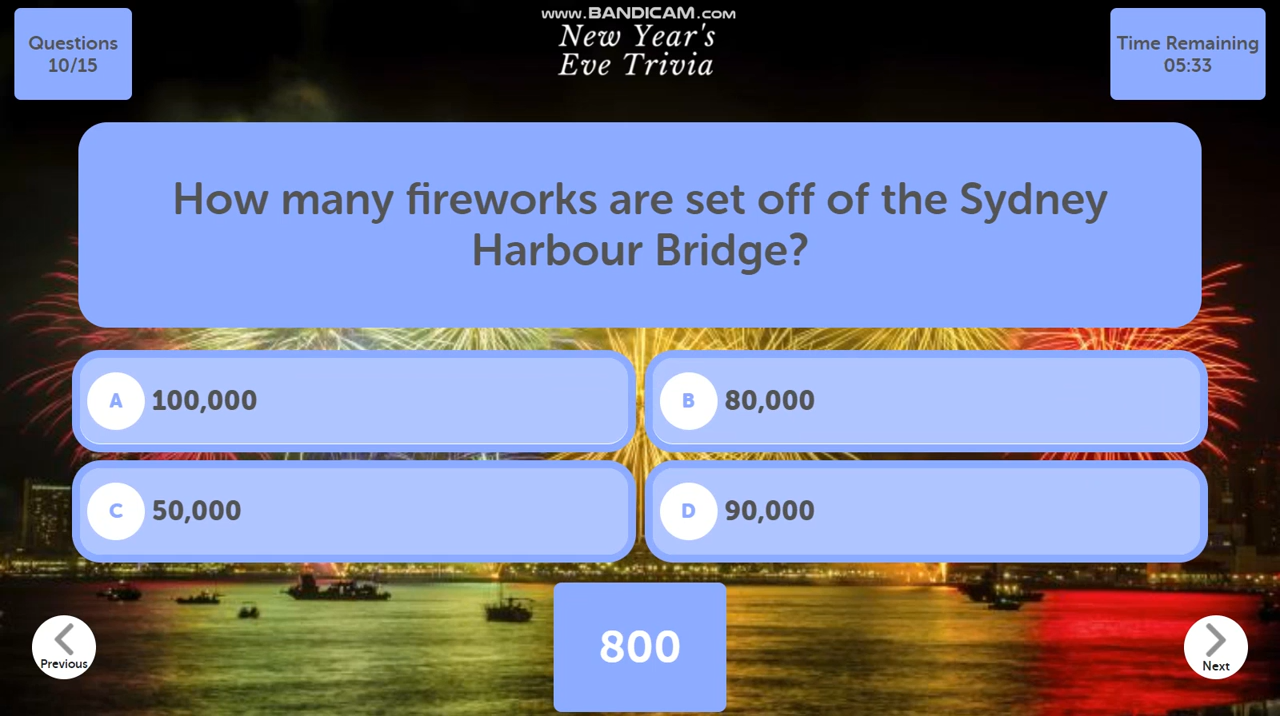 www.BANDICAM.com
New Year's
Eve Trivia
Questions
10/15
Time Remaining
05:33
How many fireworks are set off of the Sydney
Harbour Bridge?
A 100,000
B 80,000
C 50,000
D 90,000
Previous
800
Next